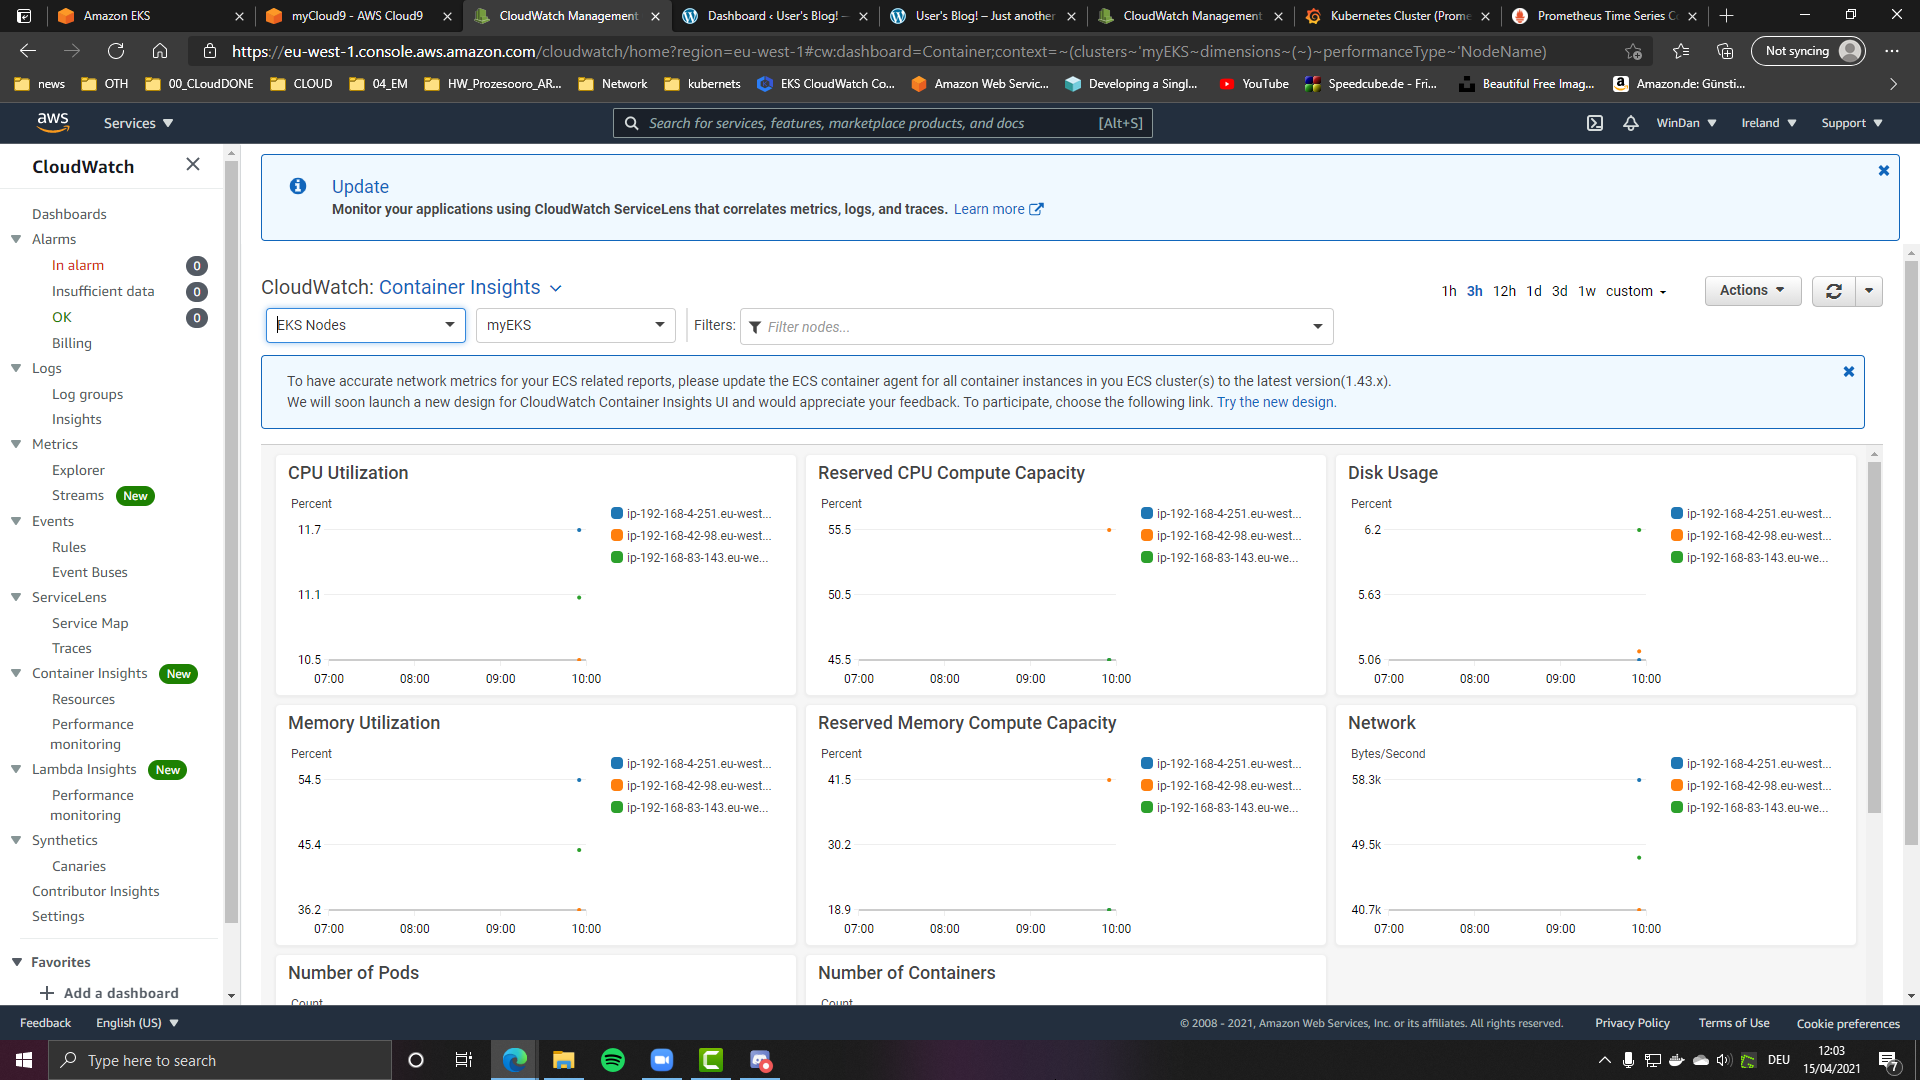 Amazon EKS
myCloud9 - AWS Cloud9
CloudWatch Management
Dashboard ‹ User's Blog! —
User's Blog! – Just another
CloudWatch Management
Kubernetes Cluster (Prome
Prometheus Time Series Co
https://eu-west-1.console.aws.amazon.com/cloudwatch/home?region=eu-west-1#cw:dashboard=Container;context=~(clusters~'myEKS~dimensions~(~)~performanceType~'NodeName)
Not syncing
news
OTH
00_CLoudDONE
CLOUD
04_EM
HW_Prozesooro_AR...
Network
kubernets
EKS CloudWatch Co...
Amazon Web Servic...
Developing a Singl...
YouTube
Speedcube.de - Fri...
Beautiful Free Imag...
Amazon.de: Günsti...
aws
Services
Search for services, features, marketplace products, and docs
[Alt+S]
WinDan
Ireland
Support
CloudWatch
Dashboards
Alarms
In alarm 0
Insufficient data 0
OK 0
Billing
Logs
Log groups
Insights
Metrics
Explorer
Streams New
Events
Rules
Event Buses
ServiceLens
Service Map
Traces
Container Insights New
Resources
Performance
monitoring
Lambda Insights New
Performance
monitoring
Synthetics
Canaries
Contributor Insights
Settings
Favorites
Add a dashboard
Update
Monitor your applications using CloudWatch ServiceLens that correlates metrics, logs, and traces. Learn more
CloudWatch: Container Insights
1h 3h 12h 1d 3d 1w custom
Actions
EKS Nodes
myEKS
Filters:
Filter nodes...
To have accurate network metrics for your ECS related reports, please update the ECS container agent for all container instances in you ECS cluster(s) to the latest version(1.43.x).
We will soon launch a new design for CloudWatch Container Insights UI and would appreciate your feedback. To participate, choose the following link. Try the new design.
CPU Utilization
Percent
11.7
11.1
10.5
07:00 08:00 09:00 10:00
ip-192-168-4-251.eu-west...
ip-192-168-42-98.eu-west...
ip-192-168-83-143.eu-we...
Reserved CPU Compute Capacity
Percent
55.5
50.5
45.5
07:00 08:00 09:00 10:00
ip-192-168-4-251.eu-west...
ip-192-168-42-98.eu-west...
ip-192-168-83-143.eu-we...
Disk Usage
Percent
6.2
5.63
5.06
07:00 08:00 09:00 10:00
ip-192-168-4-251.eu-west...
ip-192-168-42-98.eu-west...
ip-192-168-83-143.eu-we...
Memory Utilization
Percent
54.5
45.4
36.2
07:00 08:00 09:00 10:00
ip-192-168-4-251.eu-west...
ip-192-168-42-98.eu-west...
ip-192-168-83-143.eu-we...
Reserved Memory Compute Capacity
Percent
41.5
30.2
18.9
07:00 08:00 09:00 10:00
ip-192-168-4-251.eu-west...
ip-192-168-42-98.eu-west...
ip-192-168-83-143.eu-we...
Network
Bytes/Second
58.3k
49.5k
40.7k
07:00 08:00 09:00 10:00
ip-192-168-4-251.eu-west...
ip-192-168-42-98.eu-west...
ip-192-168-83-143.eu-we...
Number of Pods
Count
Number of Containers
Count
Feedback
English (US)
© 2008 - 2021, Amazon Web Services, Inc. or its affiliates. All rights reserved.
Privacy Policy
Terms of Use
Cookie preferences
Type here to search
DEU
12:03
15/04/2021
7